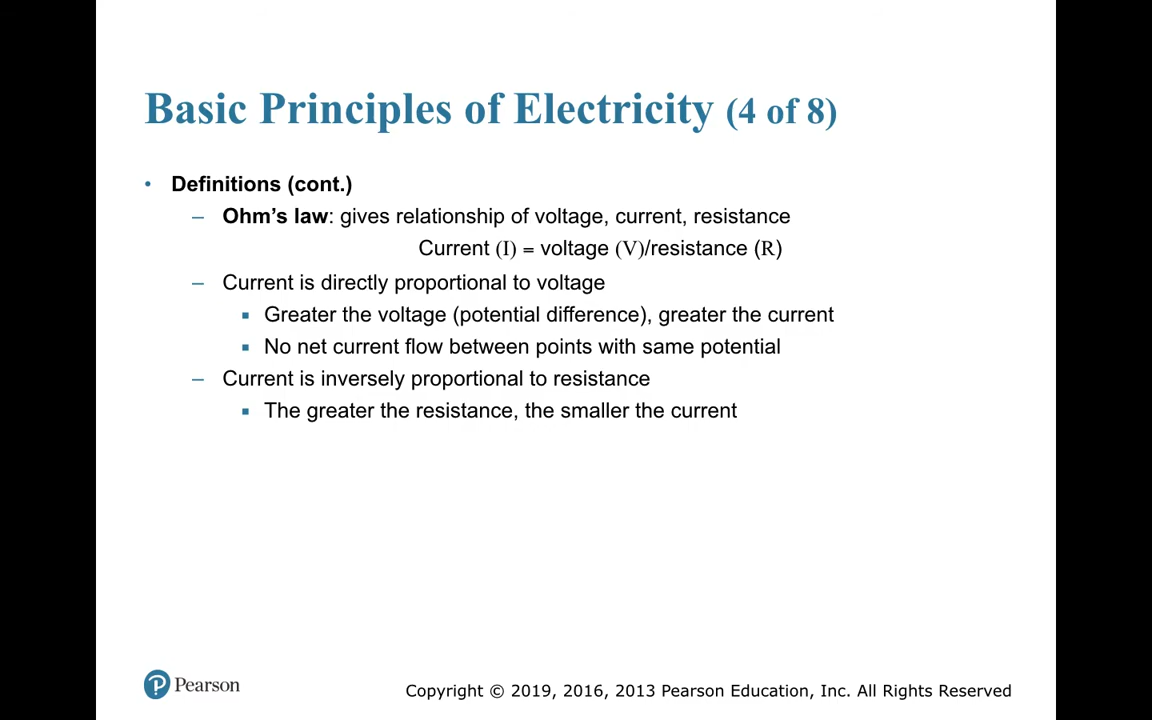 Basic Principles of Electricity (4 of 8)
• Definitions (cont.)
– Ohm’s law: gives relationship of voltage, current, resistance
Current (I) = voltage (V)/resistance (R)
– Current is directly proportional to voltage
▪ Greater the voltage (potential difference), greater the current
▪ No net current flow between points with same potential
– Current is inversely proportional to resistance
▪ The greater the resistance, the smaller the current
Pearson
Copyright © 2019, 2016, 2013 Pearson Education, Inc. All Rights Reserved